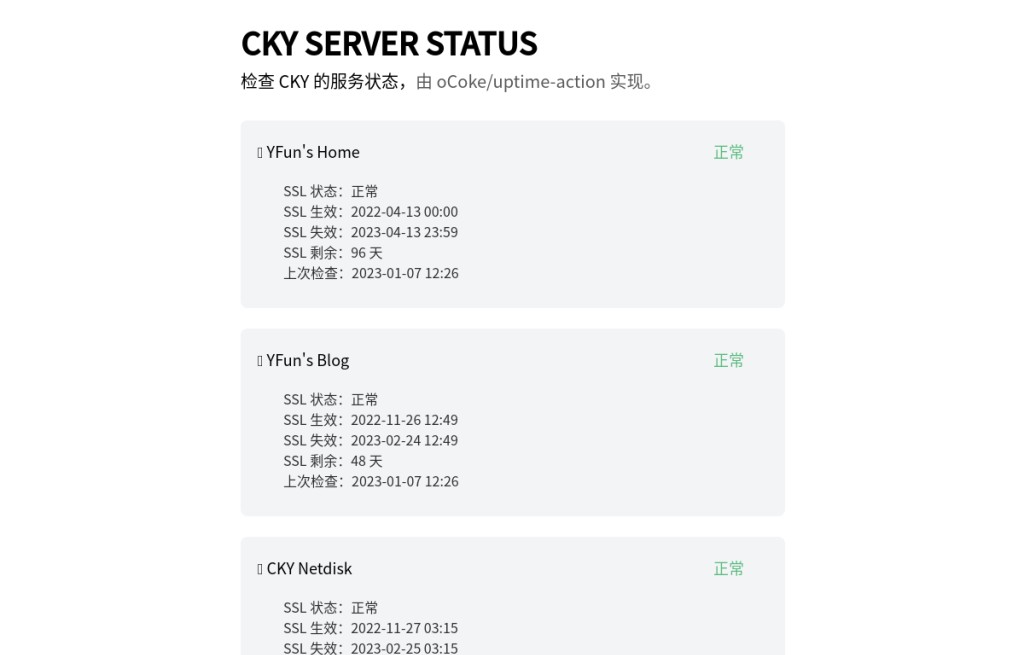 CKY SERVER STATUS
检查 CKY 的服务状态，由 oCoke/uptime-action 实现。
YFun's Home 正常
SSL 状态：正常
SSL 生效：2022-04-13 00:00
SSL 失效：2023-04-13 23:59
SSL 剩余：96 天
上次检查：2023-01-07 12:26
YFun's Blog 正常
SSL 状态：正常
SSL 生效：2022-11-26 12:49
SSL 失效：2023-02-24 12:49
SSL 剩余：48 天
上次检查：2023-01-07 12:26
CKY Netdisk 正常
SSL 状态：正常
SSL 生效：2022-11-27 03:15
SSL 失效：2023-02-25 03:15